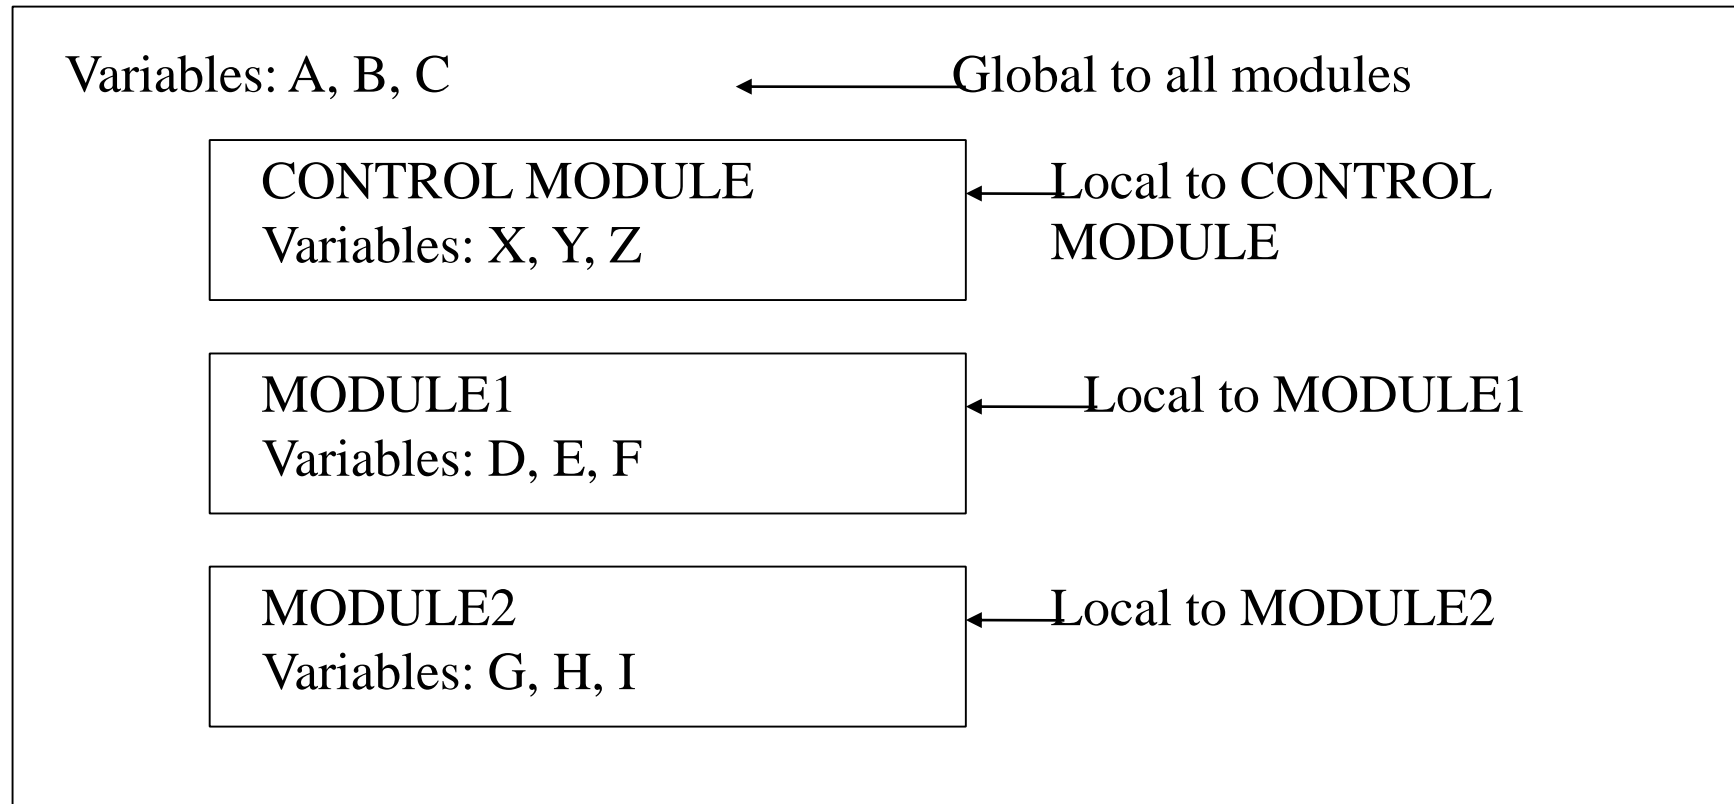 Variables: A, B, C
Global to all modules
CONTROL MODULE
Variables: X, Y, Z
Local to CONTROL
MODULE
MODULE1
Variables: D, E, F
Local to MODULE1
MODULE2
Variables: G, H, I
Local to MODULE2